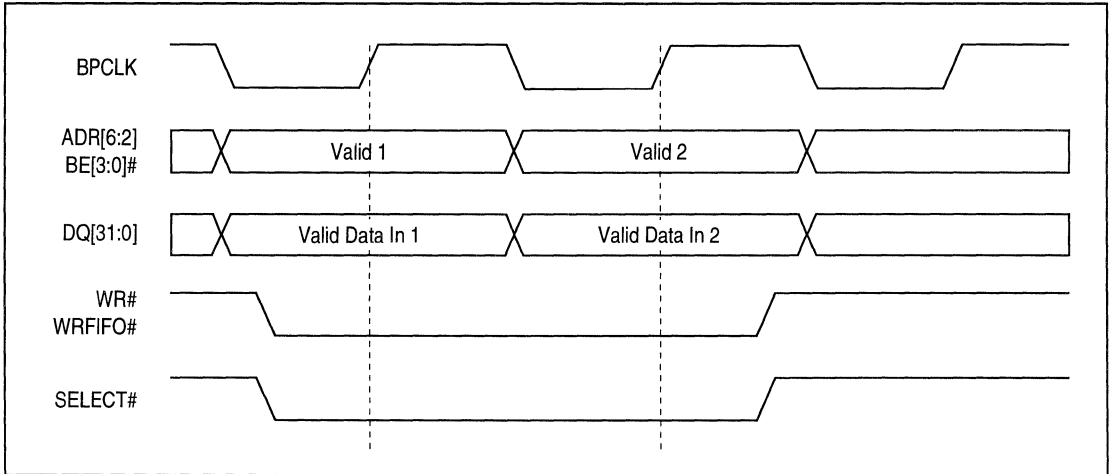 BPCLK
ADR[6:2]
BE[3:0]#
Valid 1
Valid 2
DQ[31:0]
Valid Data In 1
Valid Data In 2
WR#
WRFIFO#
SELECT#